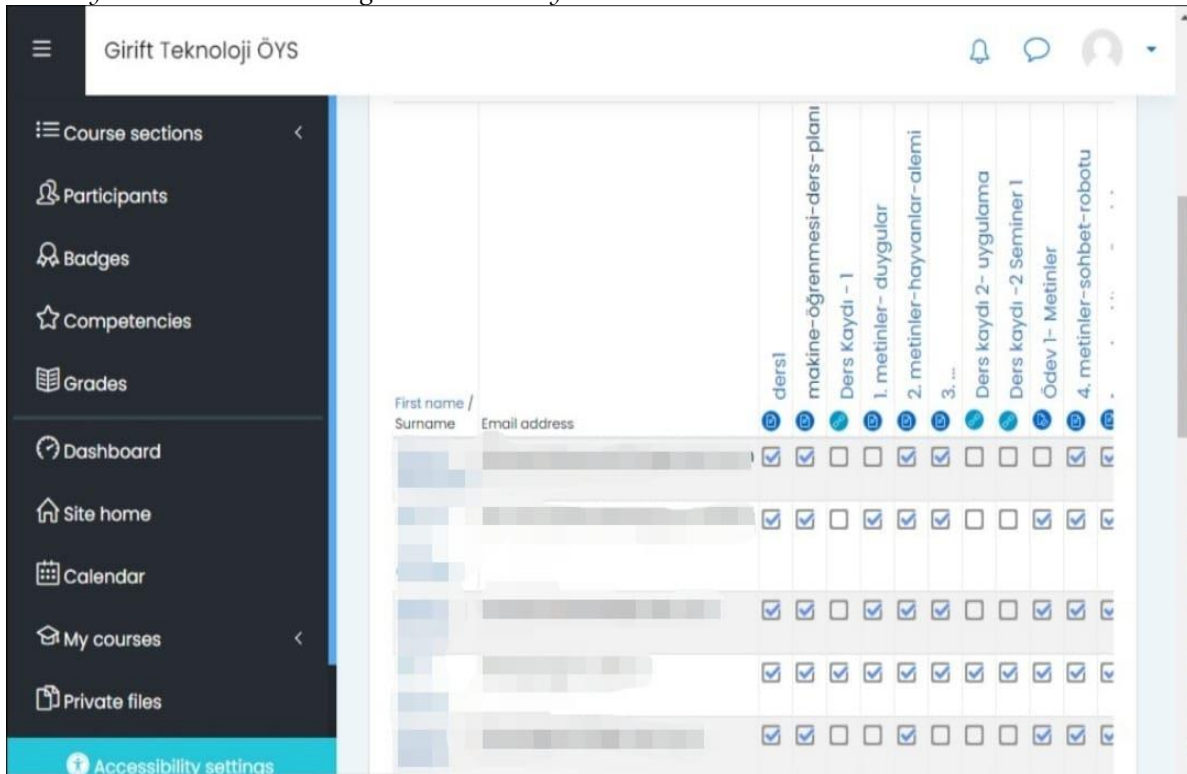 Girift Teknoloji ÖYS
Course sections
Participants
Badges
Competencies
Grades
Dashboard
Site home
Calendar
My courses
Private files
Accessibility settings
First name /
Surname
Email address
ders1
makine-öğrenmesi-ders-planı
Ders Kaydı - 1
1. metinler- duygular
2. metinler-hayvanlar-alemi
3. ...
Ders kaydı 2- uygulama
Ders kaydı -2 Seminer 1
Ödev 1- Metinler
4. metinler-sohbet-robotu